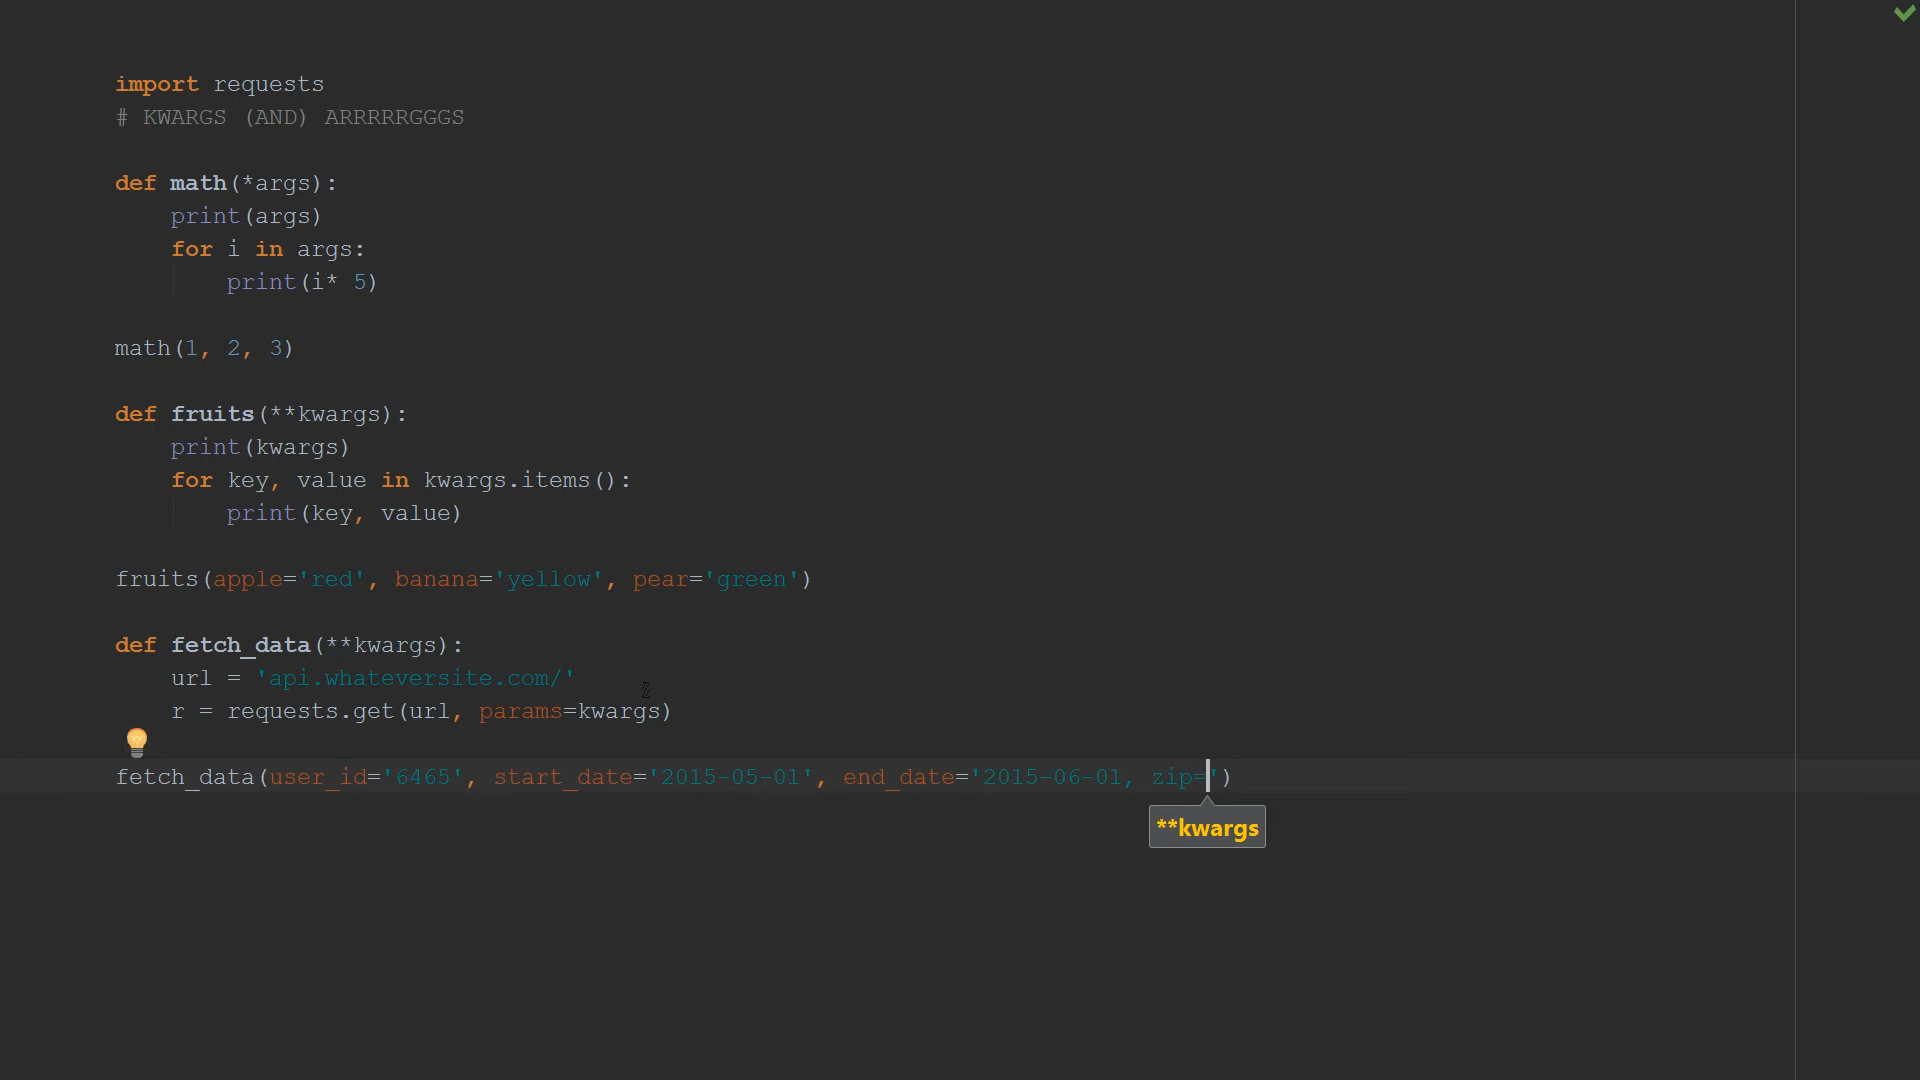 import requests
# KWARGS (AND) ARRRRRGGGS
def math(*args):
print(args)
for i in args:
print(i* 5)
math(1, 2, 3)
def fruits(**kwargs):
print(kwargs)
for key, value in kwargs.items():
print(key, value)
fruits(apple='red', banana='yellow', pear='green')
def fetch_data(**kwargs):
url = 'api.whateversite.com/'
r = requests.get(url, params=kwargs)
fetch_data(user_id='6465', start_date='2015-05-01', end_date='2015-06-01, zip=')
**kwargs